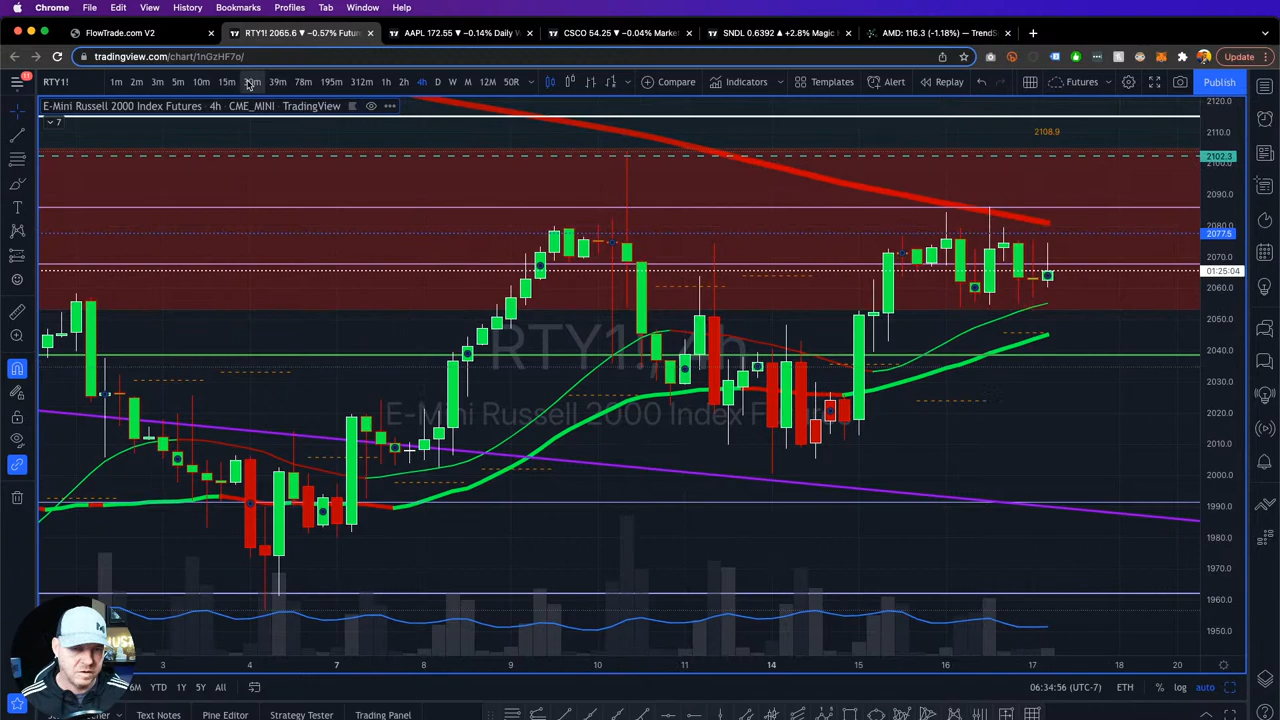 Chrome File Edit View History Bookmarks Profiles Tab Window Help
FlowTrade.com V2
RTY1! 2065.6 ▼ −0.57% Futur
AAPL 172.55 ▼ −0.14% Daily W
CSCO 54.25 ▼ −0.04% Market
SNDL 0.6392 ▲ +2.8% Magic
AMD: 116.3 (-1.18%) — TrendS
tradingview.com/chart/1nGzHF7o/
Update
11
RTY1! 1m 2m 3m 5m 10m 15m 39m 78m 195m 312m 1h 2h 4h D W M 12M 50R Compare Indicators Templates Alert Replay Futures Publish
E-Mini Russell 2000 Index Futures · 4h · CME_MINI · TradingView
7
2120.0
2108.9
2110.0
2102.3
2090.0
2077.5
2070.0
01:25:04
2060.0
2050.0
2040.0
2030.0
2020.0
2010.0
2000.0
1990.0
1980.0
1970.0
1960.0
1950.0
RTY1!, 4h
E-Mini Russell 2000 Index
3 4 7 8 9 10 11 14 15 16 17 18 20
6M YTD 1Y 5Y All
06:34:56 (UTC-7) ETH % log auto
Text Notes Pine Editor Strategy Tester Trading Panel